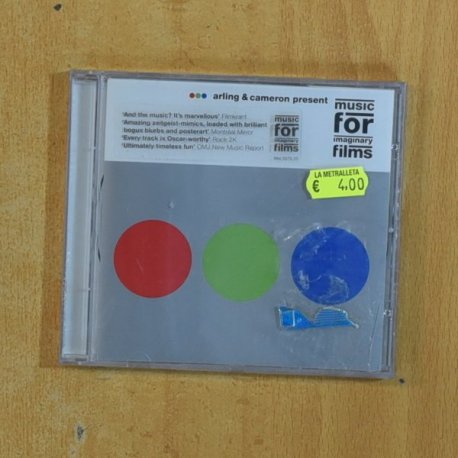 arling & cameron present
music
for
imaginary
films
'And the music? It's marvellous' Filmkrant
'Amazing zeitgeist-mimics, loaded with brilliant
bogus blurbs and posterart' Montréal Mirror
'Every track is Oscar-worthy' Rock 2K
'Ultimately timeless fun' CMJ New Music Report
music
for
imaginary
films
LA METRALLETA
€ 4,00